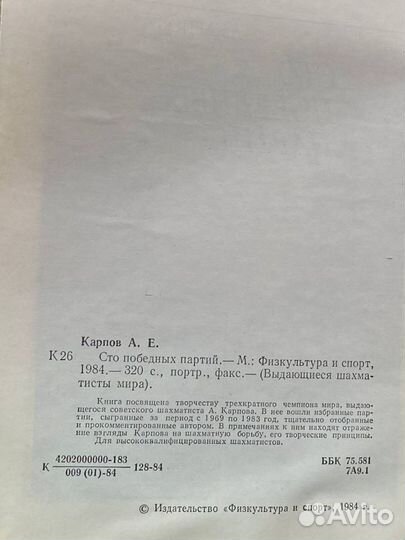 Карпов А. Е.
К 26 Сто победных партий.— М.: Физкультура и спорт,
1984.— 320 с., портр., факс.— (Выдающиеся шахма-
тисты мира).
Книга посвящена творчеству трехкратного чемпиона мира, выдаю-
щегося советского шахматиста А. Карпова. В нее вошли избранные пар-
тии, сыгранные за период с 1969 по 1983 год, тщательно отобранные и
прокомментированные автором. В примечаниях к ним находят отраже-
ние взгляды Карпова на шахматную борьбу, его творческие принципы.
Для высококвалифицированных шахматистов.
К 4202000000-183 / 009 (01)-84 128-84 ББК 75.581
7А9.1
© Издательство «Физкультура и спорт», 1984 г.
Avito